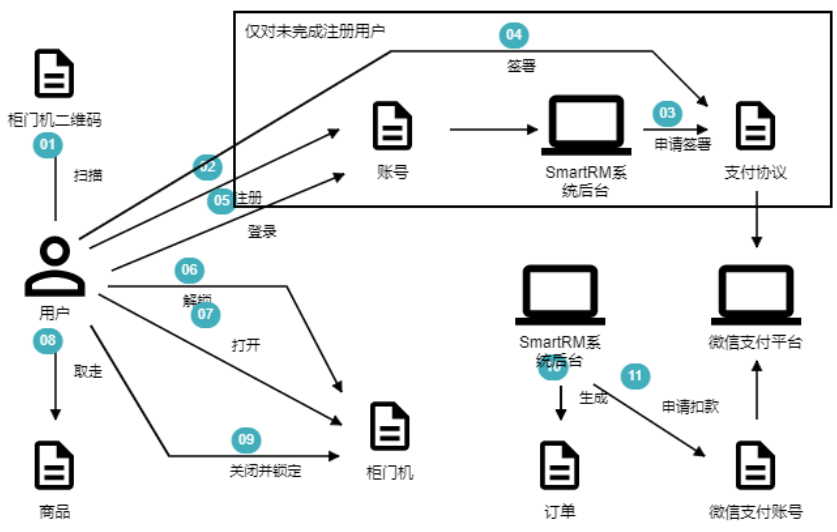 仅对未完成注册用户
04
签署
柜门机二维码
01
扫描
02
注册
05
登录
账号
SmartRM系
统后台
03
申请签署
支付协议
用户
06
解锁
07
打开
08
取走
09
关闭并锁定
商品
柜门机
SmartRM系
统后台
10
生成
11
申请扣款
微信支付平台
订单
微信支付账号